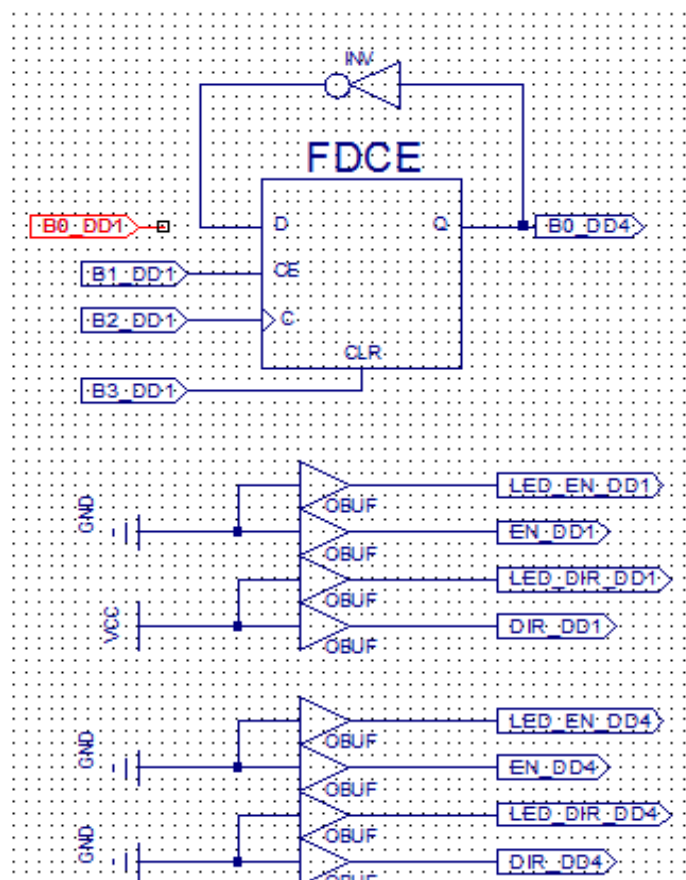 INV
FDCE
B0_DD1
D
Q
B0_DD4
B1_DD1
CE
B2_DD1
C
CLR
B3_DD1
LED_EN_DD1
OBUF
GND
EN_DD1
OBUF
LED_DIR_DD1
OBUF
VCC
DIR_DD1
OBUF
LED_EN_DD4
OBUF
GND
EN_DD4
OBUF
LED_DIR_DD4
OBUF
GND
DIR_DD4
OBUF